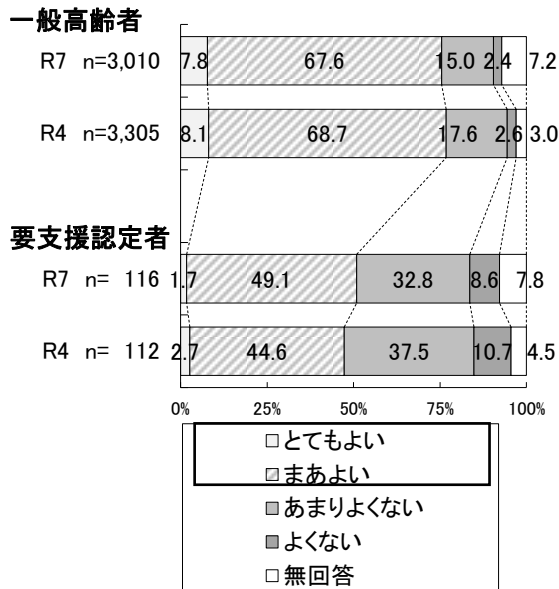 一般高齢者
R7 n=3,010 7.8 67.6 15.0 2.4 7.2
R4 n=3,305 8.1 68.7 17.6 2.6 3.0
要支援認定者
R7 n= 116 1.7 49.1 32.8 8.6 7.8
R4 n= 112 2.7 44.6 37.5 10.7 4.5
0% 25% 50% 75% 100%
とてもよい
まあよい
あまりよくない
よくない
無回答